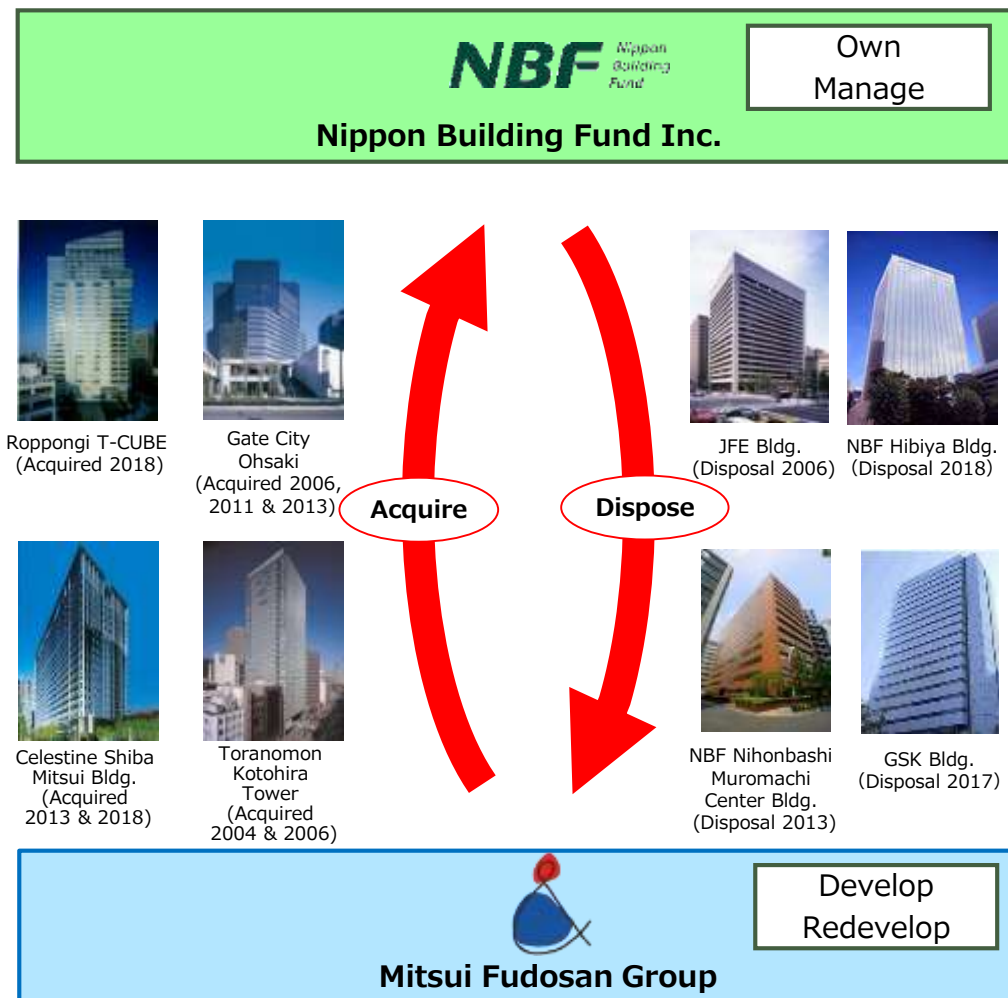 NBF Nippon
Building
Fund
Own
Manage
Nippon Building Fund Inc.
Roppongi T-CUBE
(Acquired 2018)
Gate City
Ohsaki
(Acquired 2006,
2011 & 2013)
JFE Bldg.
(Disposal 2006)
NBF Hibiya Bldg.
(Disposal 2018)
Acquire
Dispose
Celestine Shiba
Mitsui Bldg.
(Acquired
2013 & 2018)
Toranomon
Kotohira
Tower
(Acquired
2004 & 2006)
NBF Nihonbashi
Muromachi
Center Bldg.
(Disposal 2013)
GSK Bldg.
(Disposal 2017)
Develop
Redevelop
Mitsui Fudosan Group